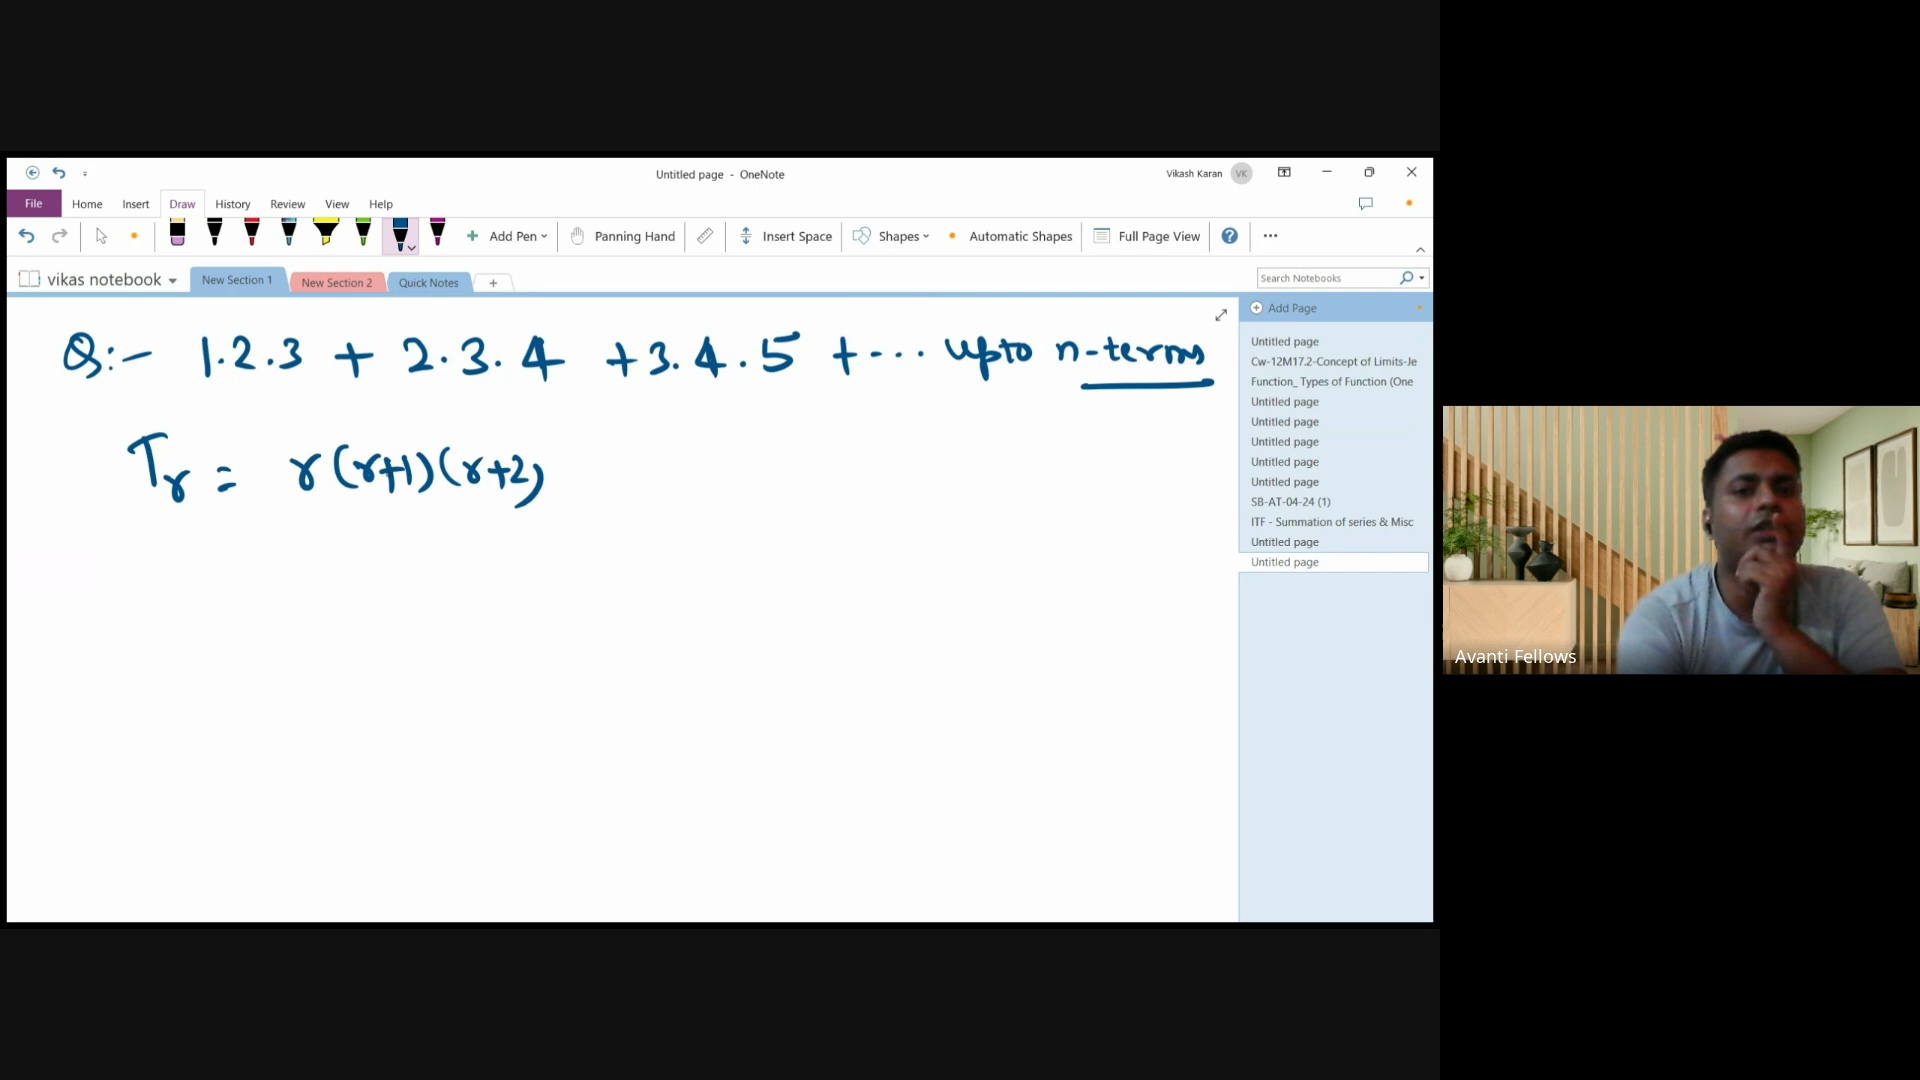 Untitled page - OneNote
Vikash Karan VK
File Home Insert Draw History Review View Help
+ Add Pen Panning Hand Insert Space Shapes Automatic Shapes Full Page View ? ...
vikas notebook New Section 1 New Section 2 Quick Notes +
Search Notebooks
Q:- 1.2.3 + 2.3.4 + 3.4.5 + ... upto n-terms
Tr = r(r+1)(r+2)
Add Page
Untitled page
Cw-12M17.2-Concept of Limits-Je
Function_ Types of Function (One
Untitled page
Untitled page
Untitled page
Untitled page
Untitled page
SB-AT-04-24 (1)
ITF - Summation of series & Misc
Untitled page
Untitled page
Avanti Fellows